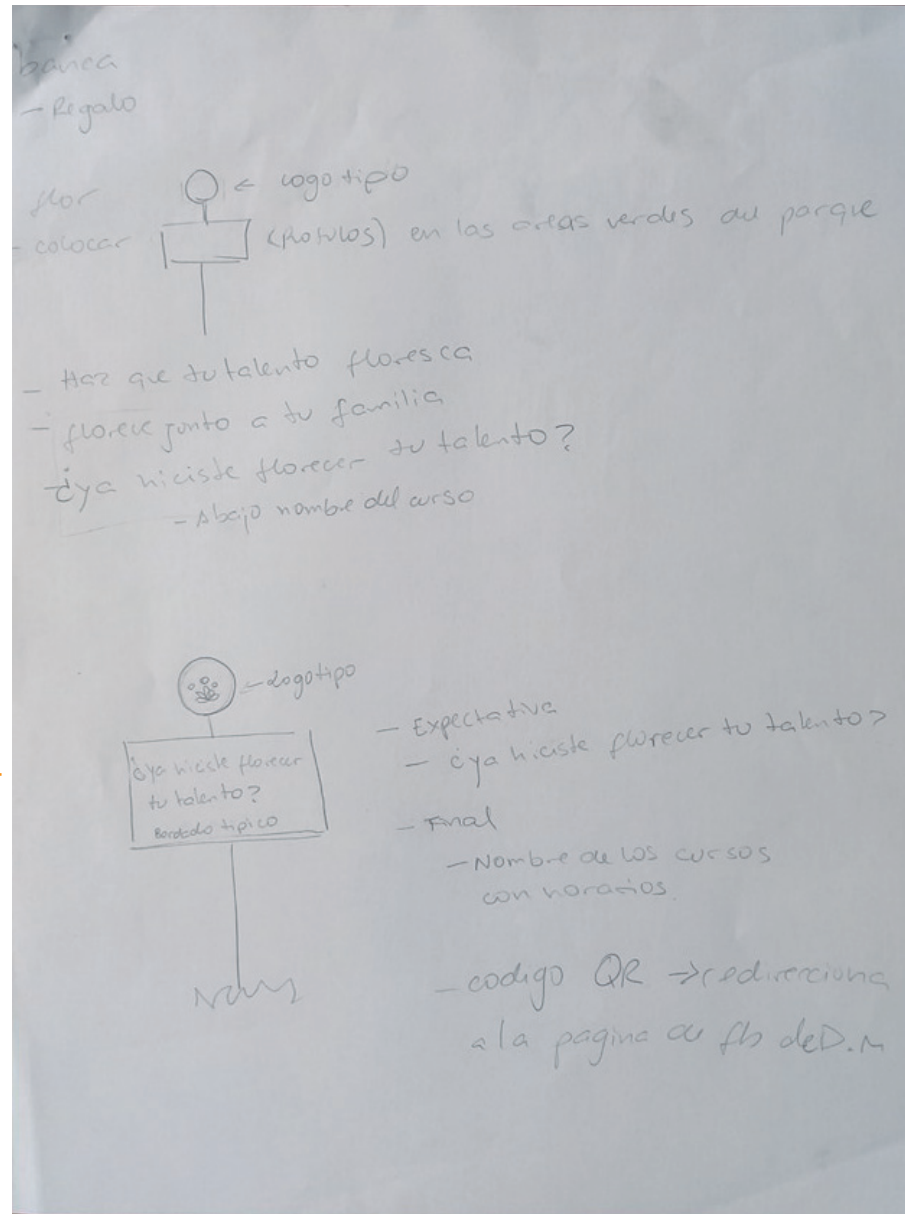 banca
- Regalo
flor
← logotipo
- colocar (Rotulos) en las areas verdes del parque
- Haz que tu talento floresca
- florece junto a tu familia
- ¿ya hiciste florecer tu talento?
- Abajo nombre del curso
- Logotipo
¿ya hiciste florecer
tu talento?
Bordado tipico
- Expectativa
- ¿ya hiciste florecer tu talento?
- Final
- Nombre de los cursos
con horarios.
- codigo QR → redirecciona
a la pagina de fb de D.M